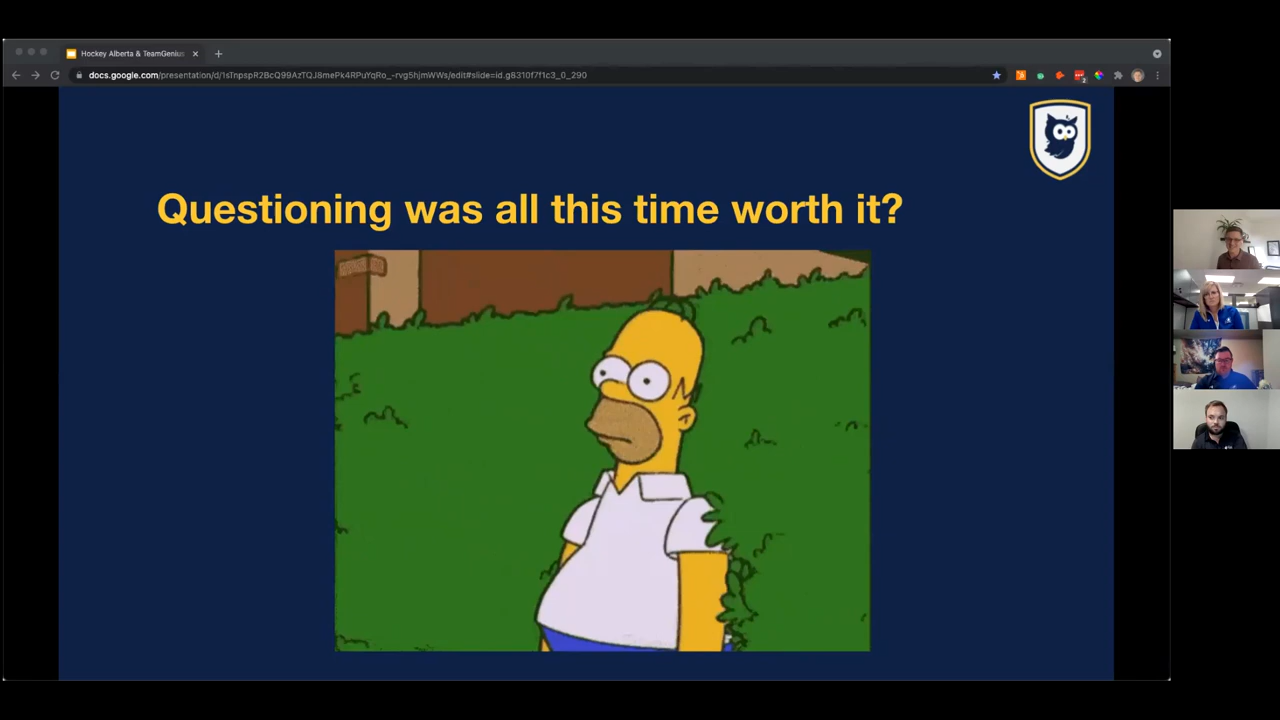 Hockey Alberta & TeamGenius
docs.google.com/presentation/d/1sTnpspR2BcQ99AzTQJ8mePk4RPuYqRo_-rvg5hjmWWs/edit#slide=id.g8310f7f1c3_0_290
Questioning was all this time worth it?